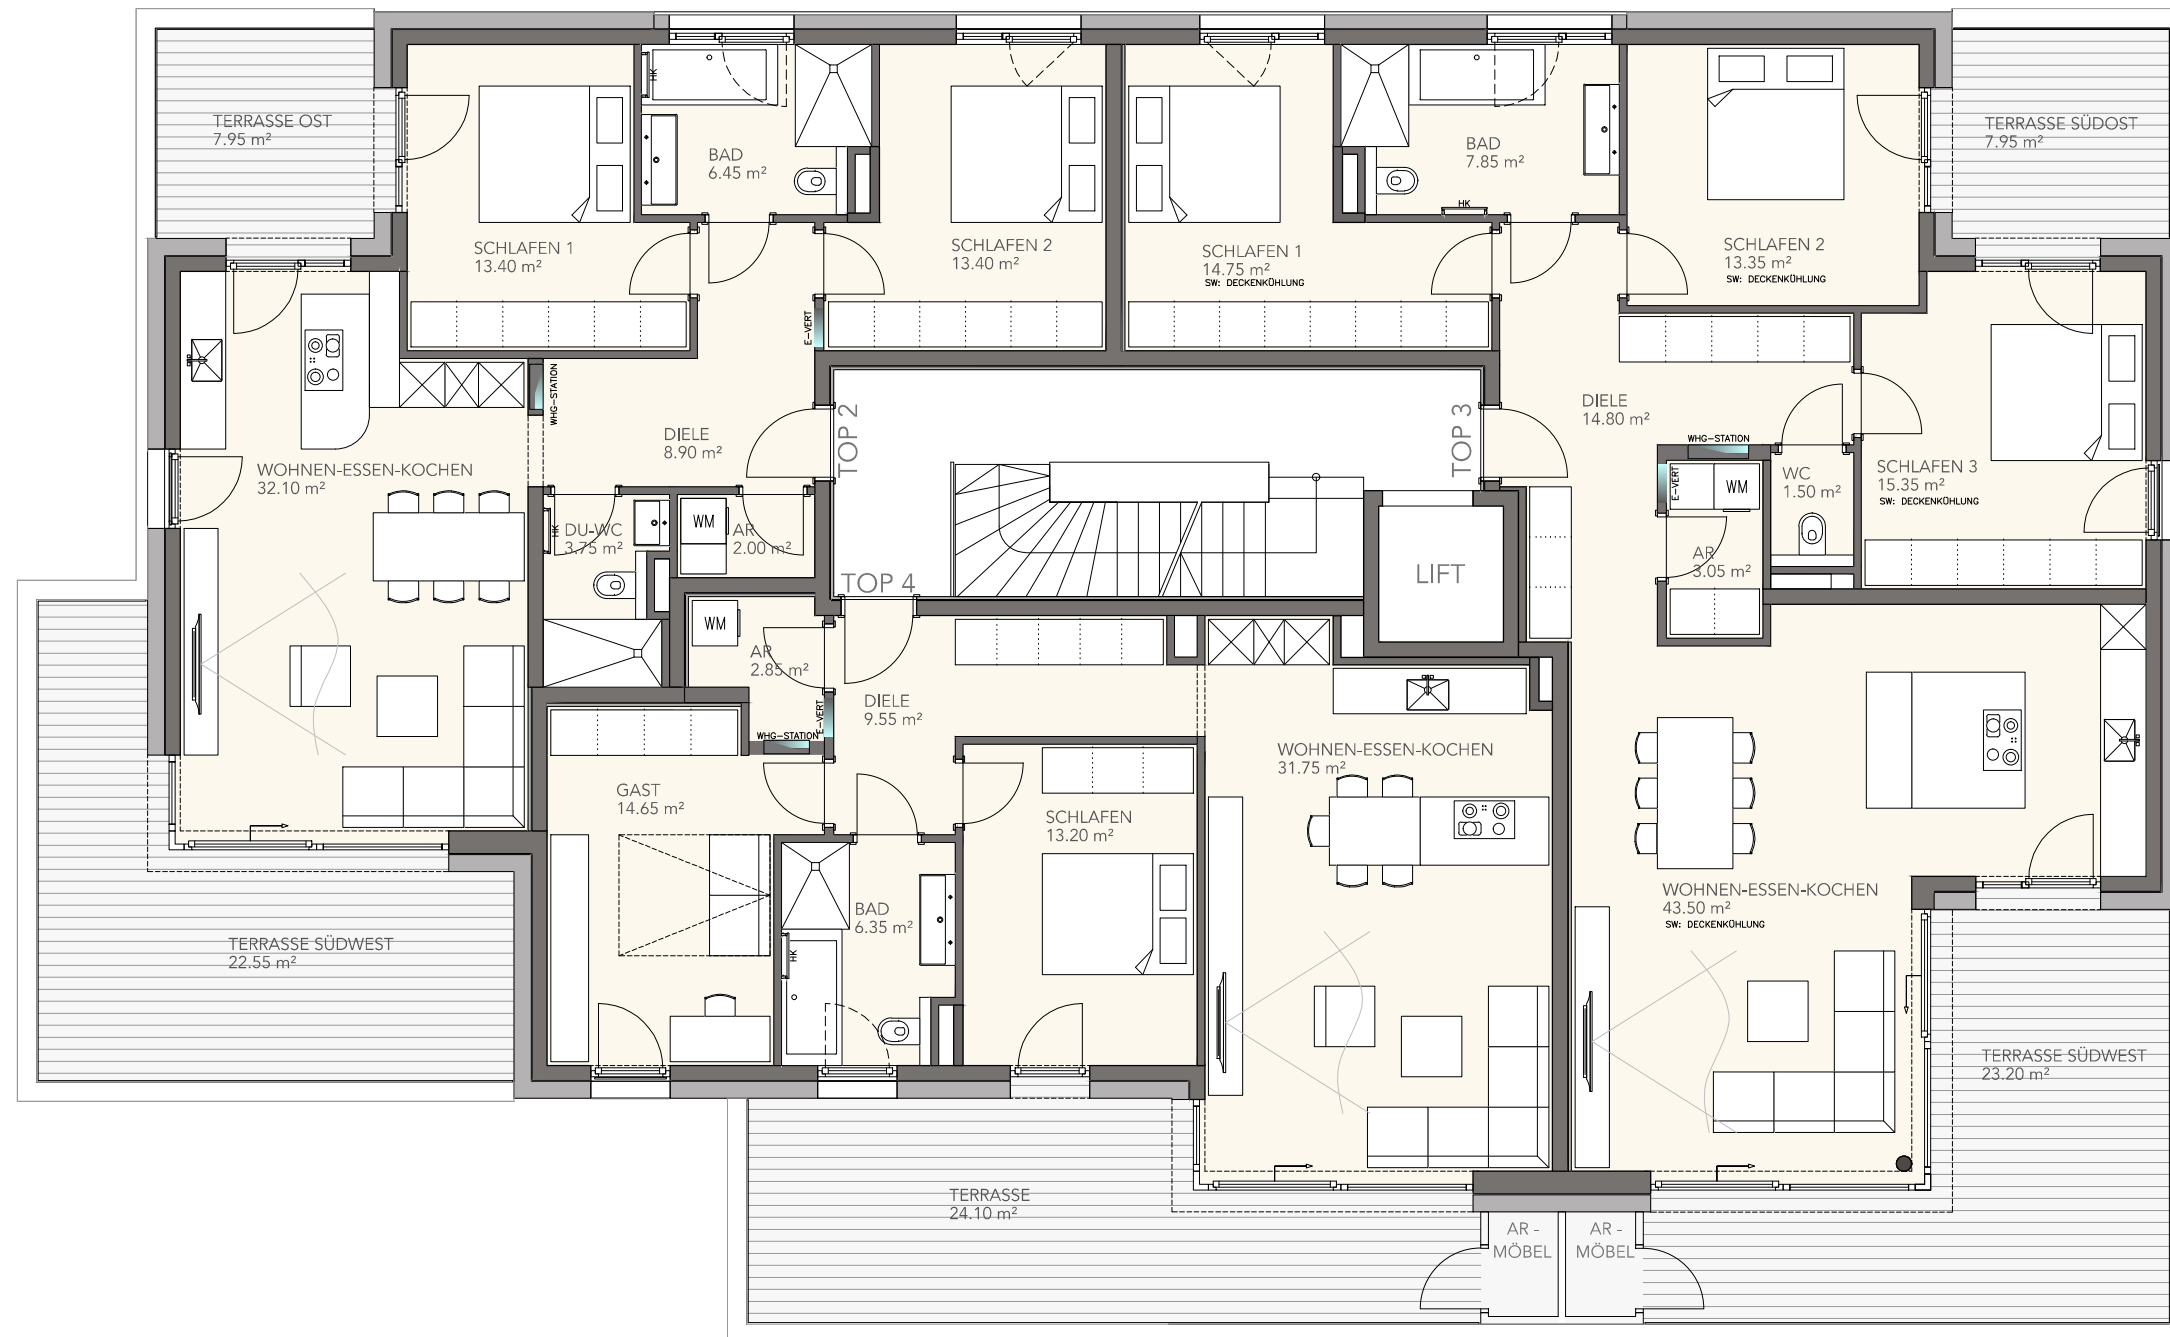 TERRASSE OST
7.95 m²
HK
BAD
6.45 m²
BAD
7.85 m²
HK
TERRASSE SÜDOST
7.95 m²
SCHLAFEN 1
13.40 m²
SCHLAFEN 2
13.40 m²
SCHLAFEN 1
14.75 m²
SW: DECKENKÜHLUNG
SCHLAFEN 2
13.35 m²
SW: DECKENKÜHLUNG
E-VERT
WHG-STATION
DIELE
8.90 m²
TOP 2
TOP 3
DIELE
14.80 m²
WHG-STATION
E-VERT
WM
WC
1.50 m²
SCHLAFEN 3
15.35 m²
SW: DECKENKÜHLUNG
WOHNEN-ESSEN-KOCHEN
32.10 m²
HK
DU-WC
3.75 m²
WM
AR
2.00 m²
AR
3.05 m²
TOP 4
LIFT
WM
AR
2.85 m²
E-VERT
WHG-STATION
DIELE
9.55 m²
WOHNEN-ESSEN-KOCHEN
31.75 m²
GAST
14.65 m²
SCHLAFEN
13.20 m²
WOHNEN-ESSEN-KOCHEN
43.50 m²
SW: DECKENKÜHLUNG
BAD
6.35 m²
HK
TERRASSE SÜDWEST
22.55 m²
TERRASSE SÜDWEST
23.20 m²
TERRASSE
24.10 m²
AR -
MÖBEL
AR -
MÖBEL